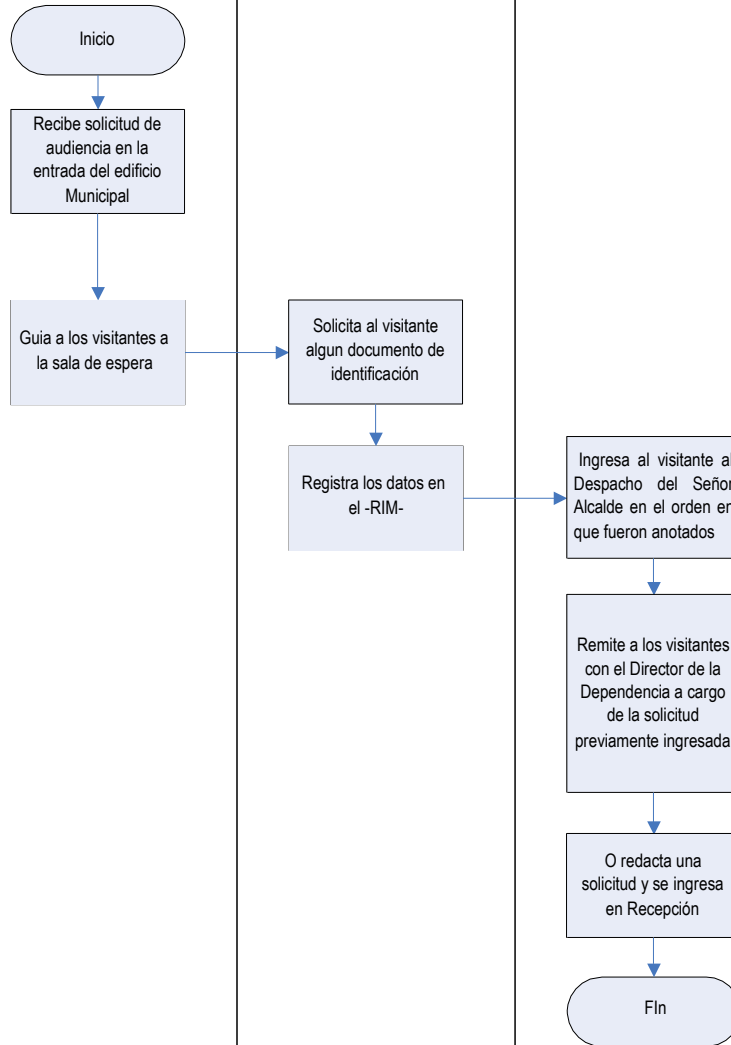 Inicio
Recibe solicitud de
audiencia en la
entrada del edificio
Municipal
Guia a los visitantes a
la sala de espera
Solicita al visitante
algun documento de
identificación
Registra los datos en
el -RIM-
Ingresa al visitante al
Despacho del Señor
Alcalde en el orden en
que fueron anotados
Remite a los visitantes
con el Director de la
Dependencia a cargo
de la solicitud
previamente ingresada
O redacta una
solicitud y se ingresa
en Recepción
FIn